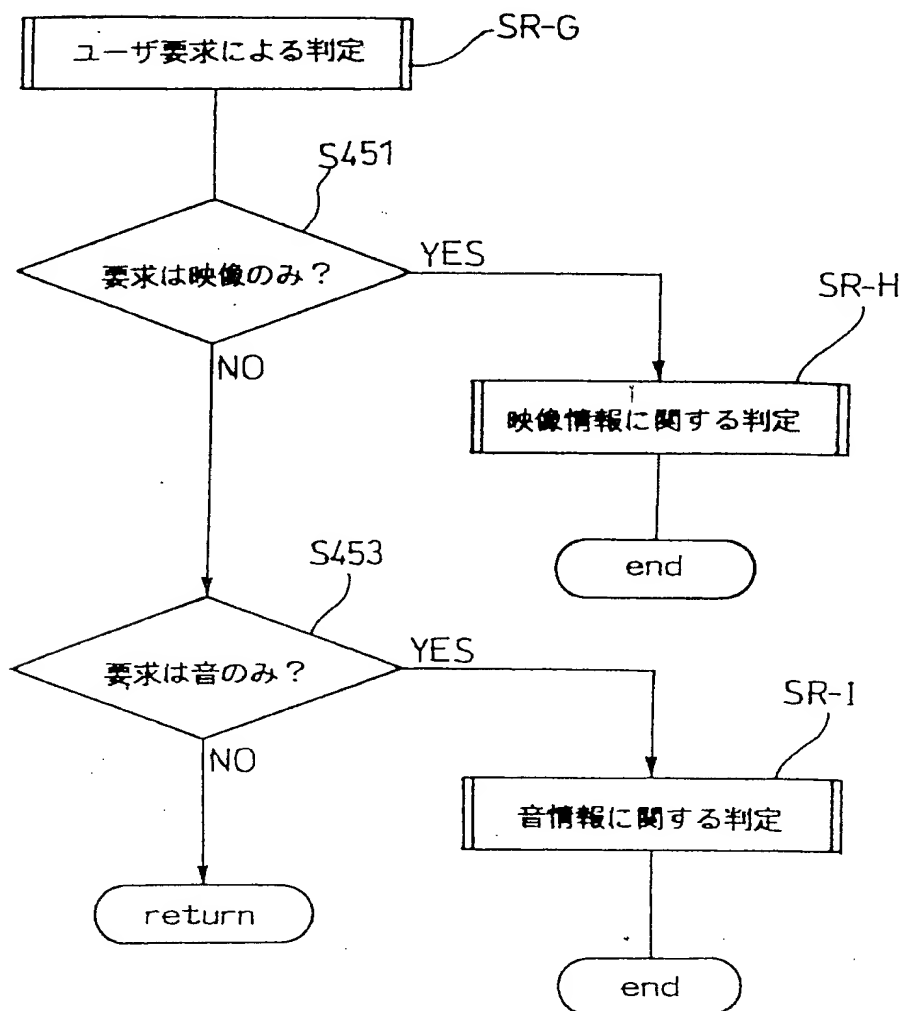 SR-G
ユーザ要求による判定
S451
要求は映像のみ？
YES
NO
SR-H
映像情報に関する判定
end
S453
要求は音のみ？
YES
NO
SR-I
音情報に関する判定
return
end